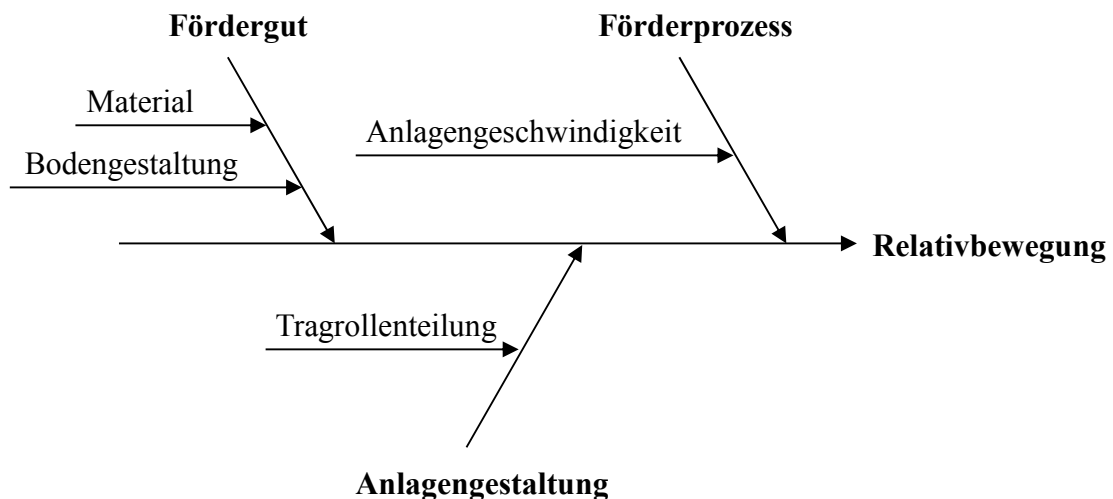 Fördergut
Förderprozess
Material
Anlagengeschwindigkeit
Bodengestaltung
Relativbewegung
Tragrollenteilung
Anlagengestaltung